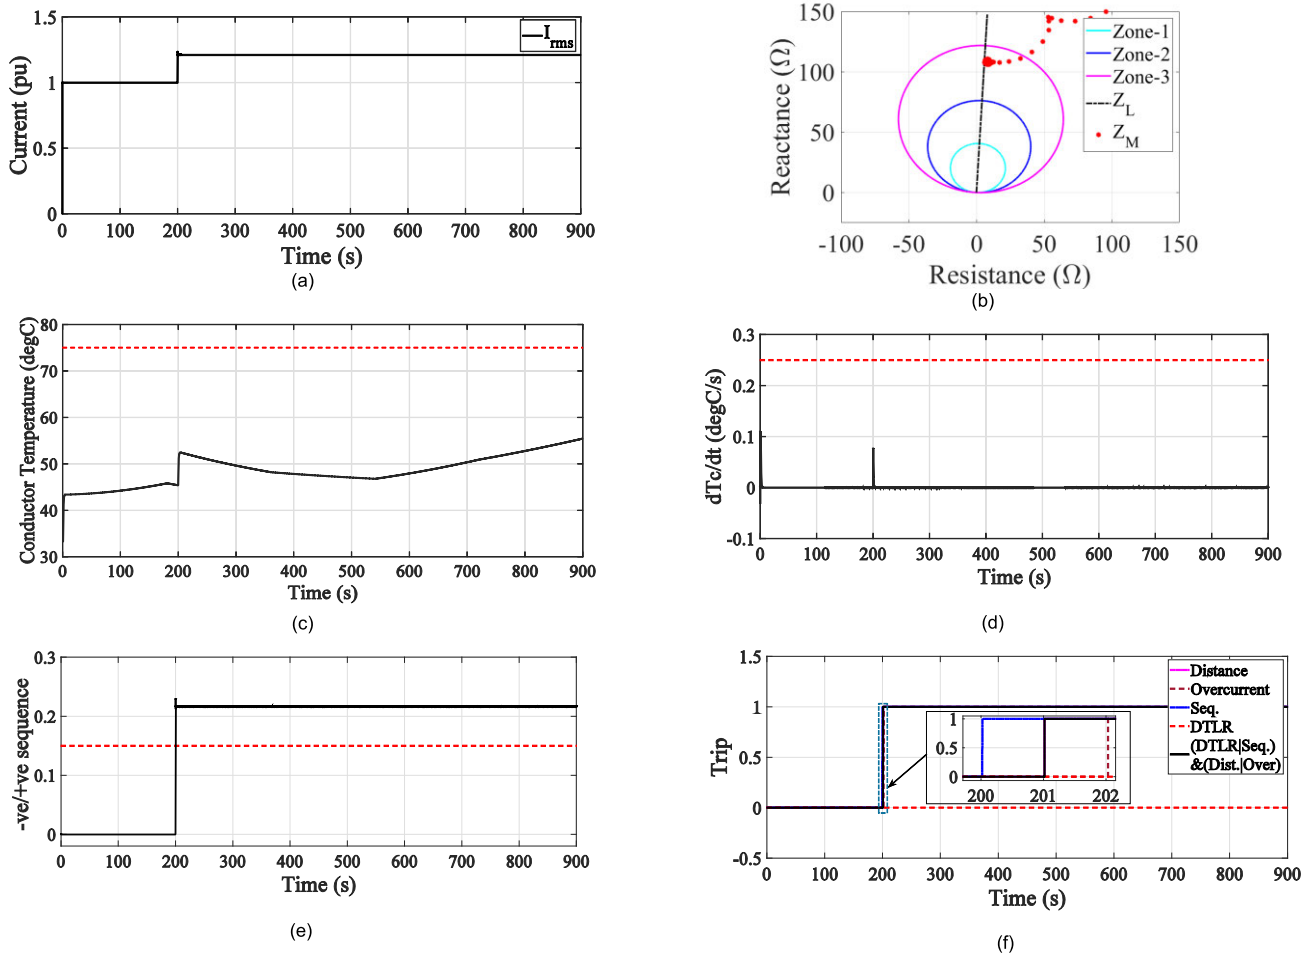 1.5
1
0.5
0
Current (pu)
I_rms
0 100 200 300 400 500 600 700 800 900
Time (s)
(a)
150
100
50
0
Reactance (Ω)
Zone-1
Zone-2
Zone-3
Z_L
Z_M
-100 -50 0 50 100 150
Resistance (Ω)
(b)
80
70
60
50
40
30
Conductor Temperature (degC)
0 100 200 300 400 500 600 700 800 900
Time (s)
(c)
0.3
0.2
0.1
0
-0.1
dTc/dt (degC/s)
0 100 200 300 400 500 600 700 800 900
Time (s)
(d)
0.3
0.2
0.1
0
-ve/+ve sequence
0 100 200 300 400 500 600 700 800 900
Time (s)
(e)
1.5
1
0.5
0
-0.5
Trip
Distance
Overcurrent
Seq.
DTLR
(DTLR|Seq.)
&(Dist.|Over)
1
0.5
0
200 201 202
0 100 200 300 400 500 600 700 800 900
Time (s)
(f)